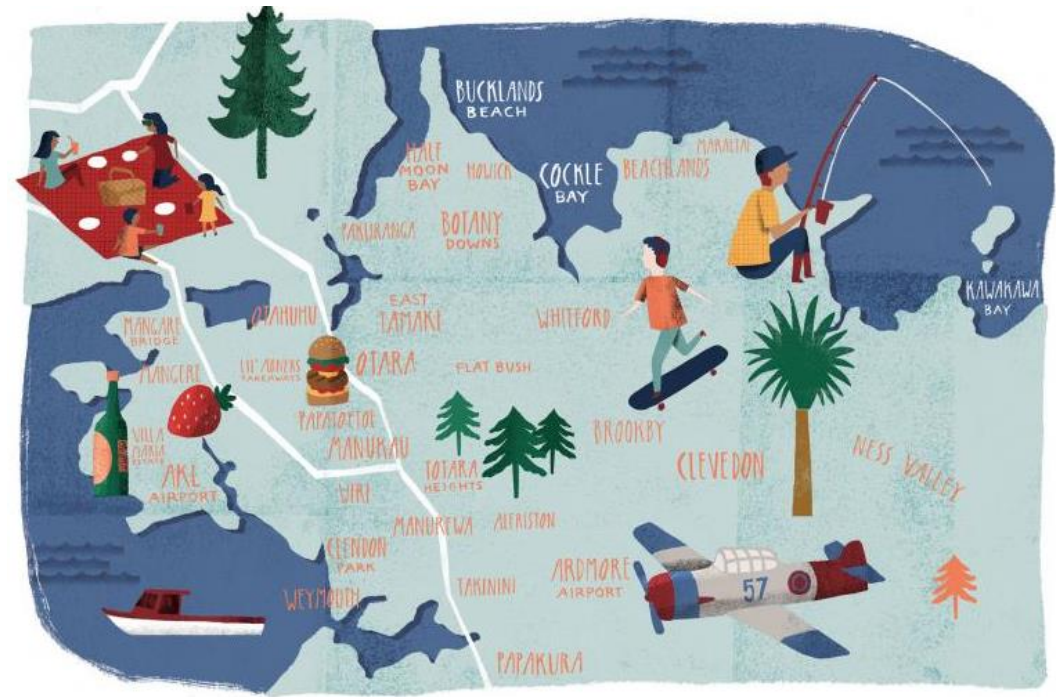 BUCKLANDS
BEACH
HALF
MOON
BAY
HOWICK
COCKLE
BAY
BEACHLANDS
MARAETAI
PAKURANGA
BOTANY
DOWNS
KAWAKAWA
BAY
MANGARE
BRIDGE
OTAHUHU
EAST
TAMAKI
WHITFORD
MANGERE
LIL' ABNERS
TAKEAWAYS
OTARA
FLAT BUSH
PAPATOETOE
MANUKAU
BROOKBY
VILLA
MARIA
ESTATE
AKL
AIRPORT
TOTARA
HEIGHTS
CLEVEDON
NESS VALLEY
WIRI
MANUREWA
ALFRISTON
CLENDON
PARK
WEYMOUTH
TAKININI
ARDMORE
AIRPORT
57
PAPAKURA